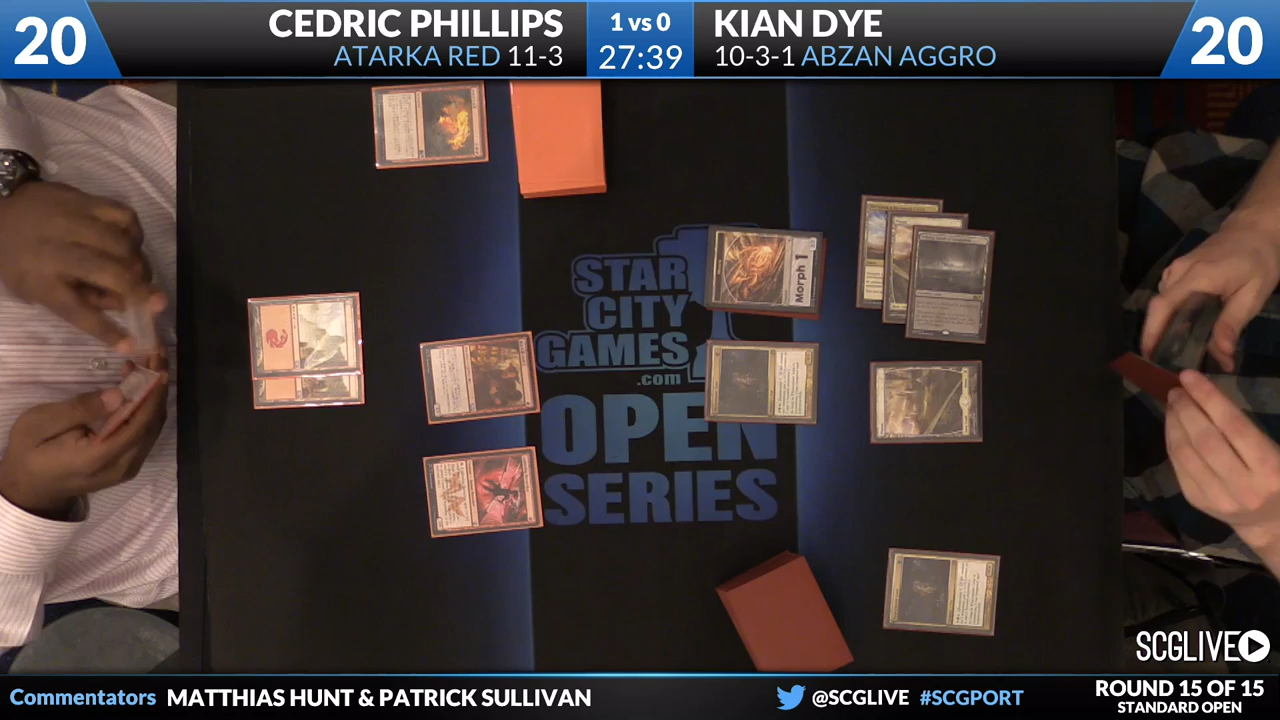 20
CEDRIC PHILLIPS
ATARKA RED 11-3
1 vs 0
27:39
KIAN DYE
10-3-1 ABZAN AGGRO
20
Morph 1
STAR
CITY
GAMES
.com
OPEN
SERIES
SCGLIVE
Commentators MATTHIAS HUNT & PATRICK SULLIVAN
@SCGLIVE #SCGPORT
ROUND 15 OF 15
STANDARD OPEN